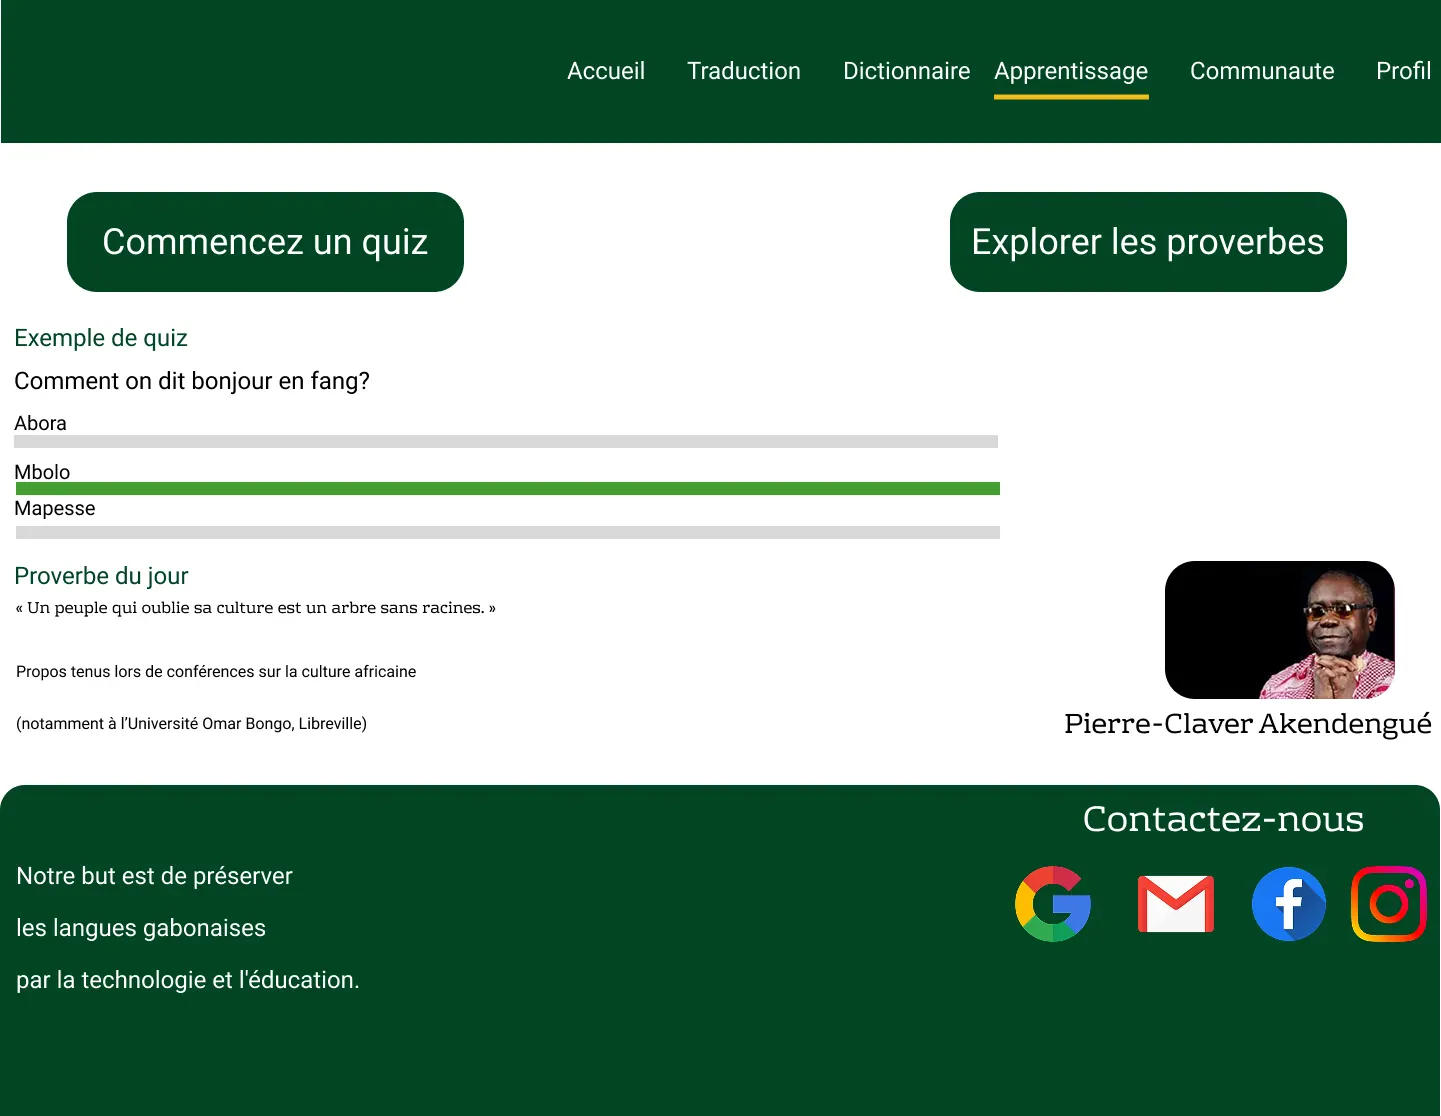 Accueil Traduction Dictionnaire Apprentissage Communaute Profil
Commencez un quiz
Explorer les proverbes
Exemple de quiz
Comment on dit bonjour en fang?
Abora
Mbolo
Mapesse
Proverbe du jour
« Un peuple qui oublie sa culture est un arbre sans racines. »
Propos tenus lors de conférences sur la culture africaine
(notamment à l’Université Omar Bongo, Libreville)
Pierre-Claver Akendengué
Contactez-nous
Notre but est de préserver
les langues gabonaises
par la technologie et l'éducation.